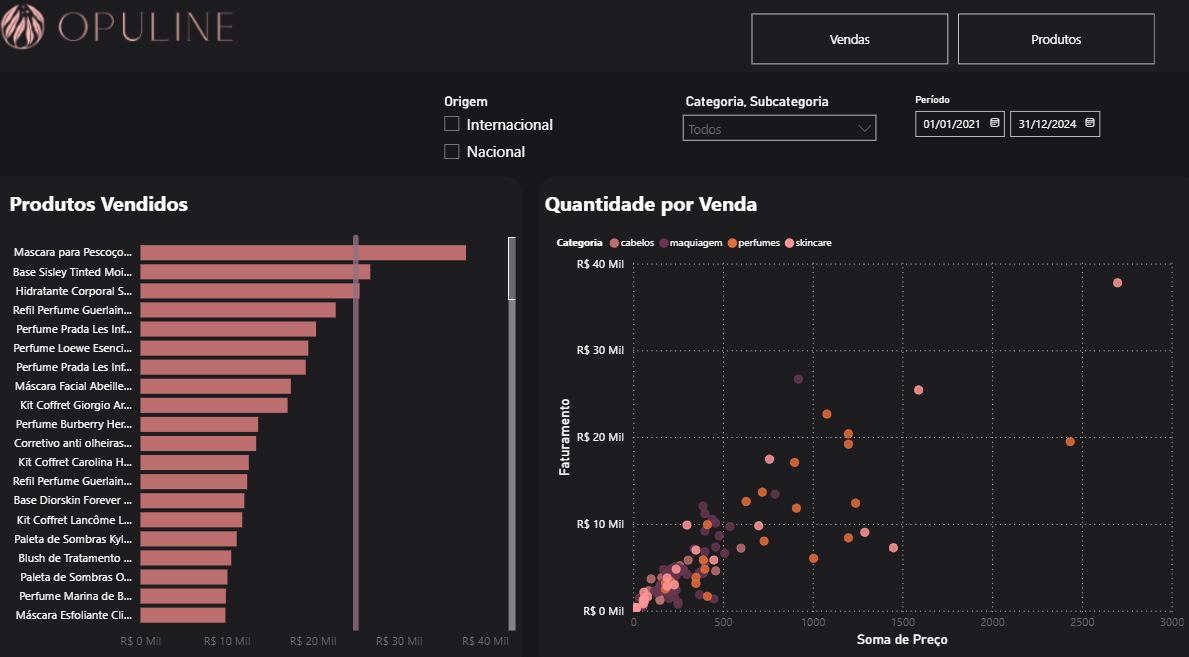 OPULINE
Vendas
Produtos
Origem
Internacional
Nacional
Categoria, Subcategoria
Todos
Período
01/01/2021
31/12/2024
Produtos Vendidos
Mascara para Pescoço...
Base Sisley Tinted Moi...
Hidratante Corporal S...
Refil Perfume Guerlain...
Perfume Prada Les Inf...
Perfume Loewe Esenci...
Perfume Prada Les Inf...
Máscara Facial Abeille...
Kit Coffret Giorgio Ar...
Perfume Burberry Her...
Corretivo anti olheiras...
Kit Coffret Carolina H...
Refil Perfume Guerlain...
Base Diorskin Forever ...
Kit Coffret Lancôme L...
Paleta de Sombras Kyl...
Blush de Tratamento ...
Paleta de Sombras O...
Perfume Marina de B...
Máscara Esfoliante Cli...
R$ 0 Mil
R$ 10 Mil
R$ 20 Mil
R$ 30 Mil
R$ 40 Mil
Quantidade por Venda
Categoria cabelos maquiagem perfumes skincare
R$ 40 Mil
R$ 30 Mil
R$ 20 Mil
R$ 10 Mil
R$ 0 Mil
Faturamento
0
500
1000
1500
2000
2500
3000
Soma de Preço